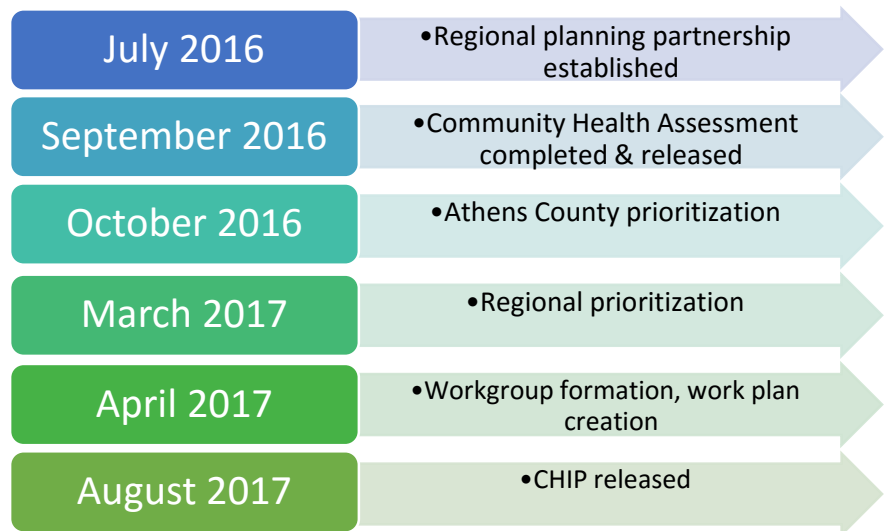 July 2016
•Regional planning partnership
established
September 2016
•Community Health Assessment
completed & released
October 2016
•Athens County prioritization
March 2017
•Regional prioritization
April 2017
•Workgroup formation, work plan
creation
August 2017
•CHIP released